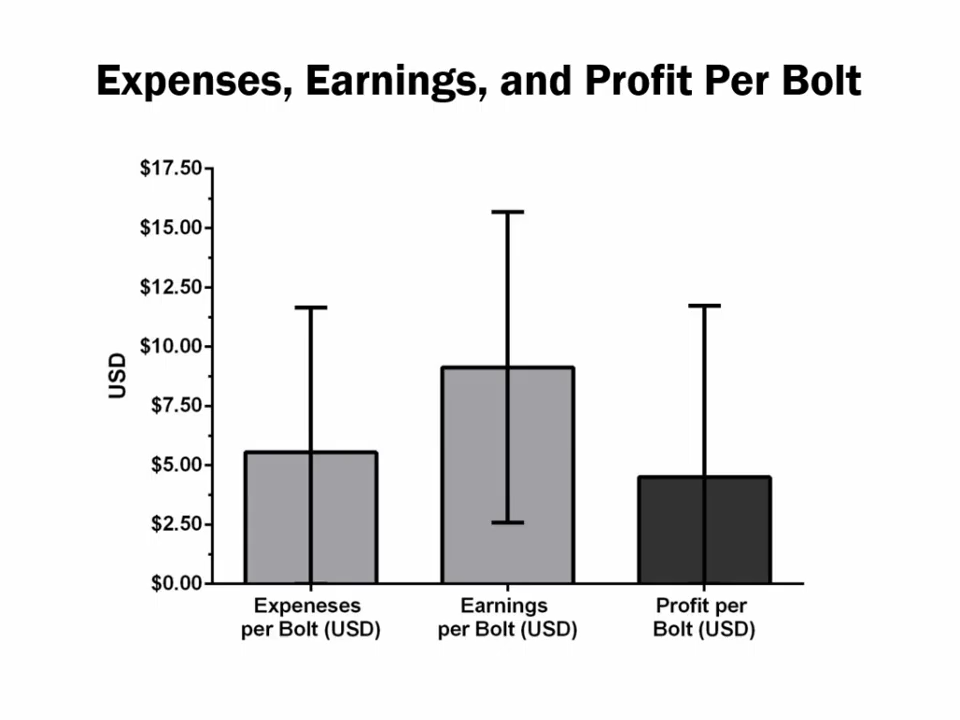 Expenses, Earnings, and Profit Per Bolt
$17.50
$15.00
$12.50
$10.00
$7.50
$5.00
$2.50
$0.00
USD
Expeneses
per Bolt (USD)
Earnings
per Bolt (USD)
Profit per
Bolt (USD)